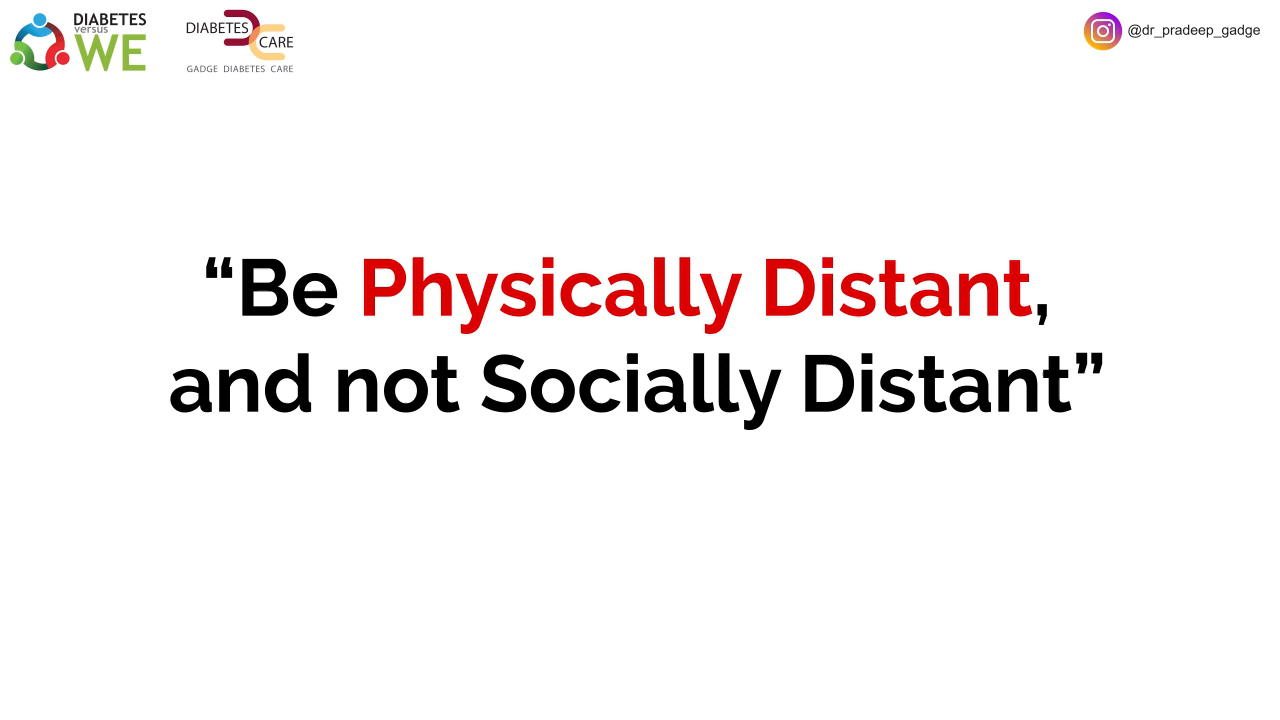 DIABETES
versus
WE
DIABETES
CARE
GADGE DIABETES CARE
@dr_pradeep_gadge
“Be Physically Distant,
and not Socially Distant”